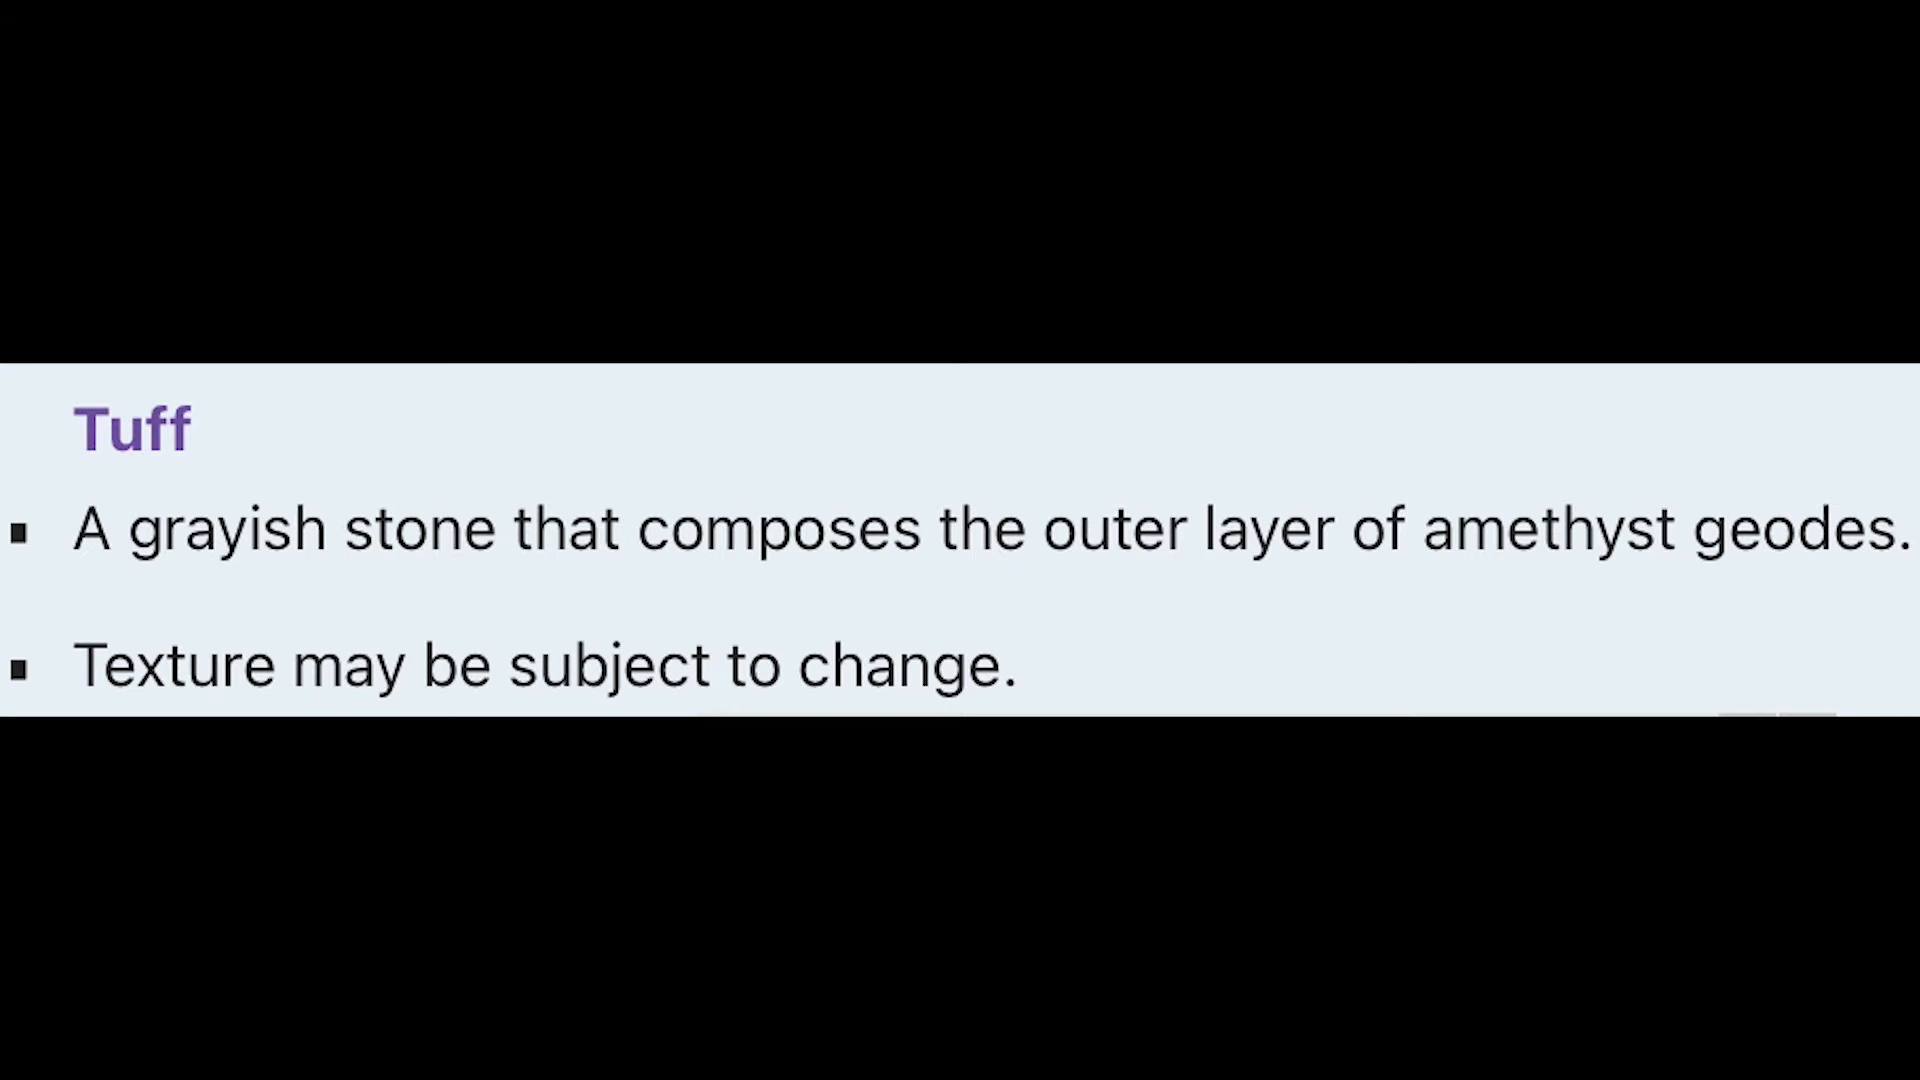 Tuff
▪ A grayish stone that composes the outer layer of amethyst geodes.
▪ Texture may be subject to change.